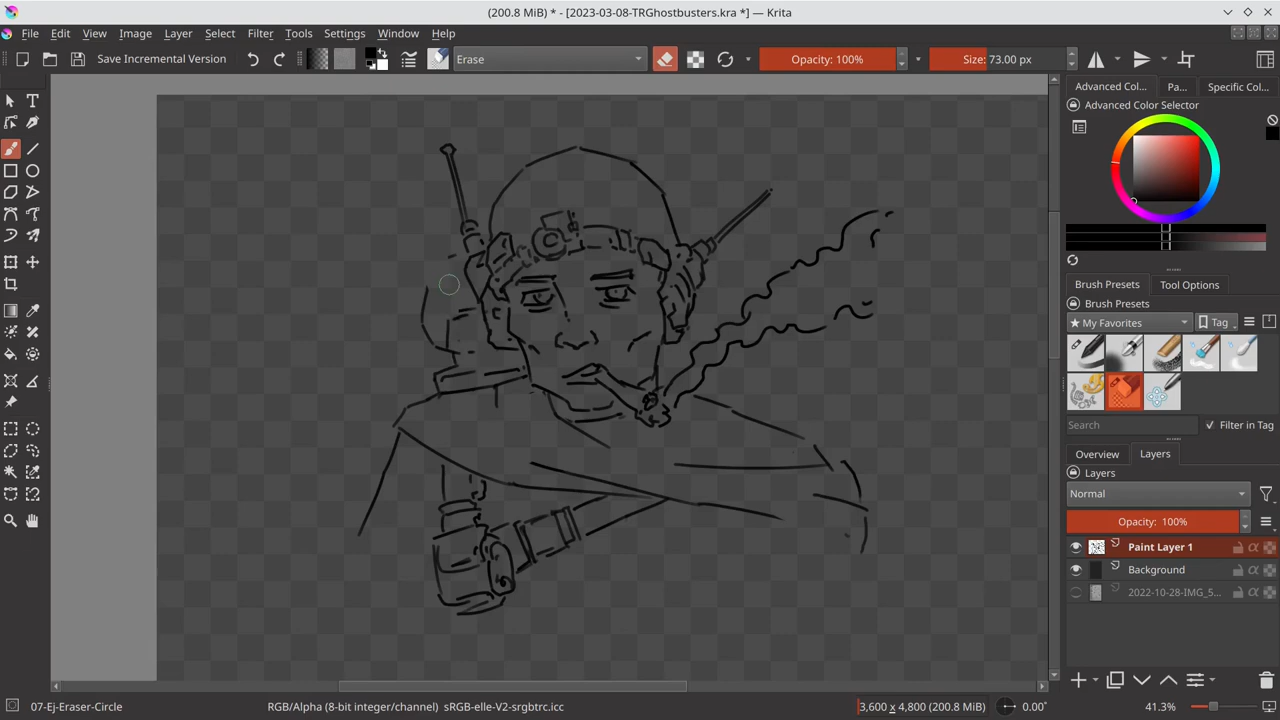 (200.8 MiB) * - [2023-03-08-TRGhostbusters.kra *] — Krita
File Edit View Image Layer Select Filter Tools Settings Window Help
Save Incremental Version Erase Opacity: 100% Size: 73.00 px
Advanced Col... Pa... Specific Col...
Advanced Color Selector
Brush Presets Tool Options
Brush Presets
★ My Favorites Tag
Search Filter in Tag
Overview Layers
Layers
Normal
Opacity: 100%
Paint Layer 1
Background
2022-10-28-IMG_5...
07-Ej-Eraser-Circle RGB/Alpha (8-bit integer/channel) sRGB-elle-V2-srgbtrc.icc 3,600 x 4,800 (200.8 MiB) 0.00° 41.3%